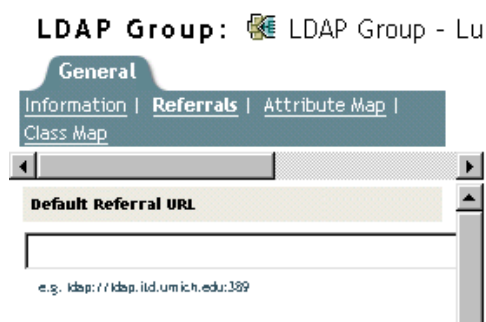 LDAP Group: LDAP Group - Lu
General
Information | Referrals | Attribute Map |
Class Map
Default Referral URL
e.g. ldap://ldap.itd.umich.edu:389